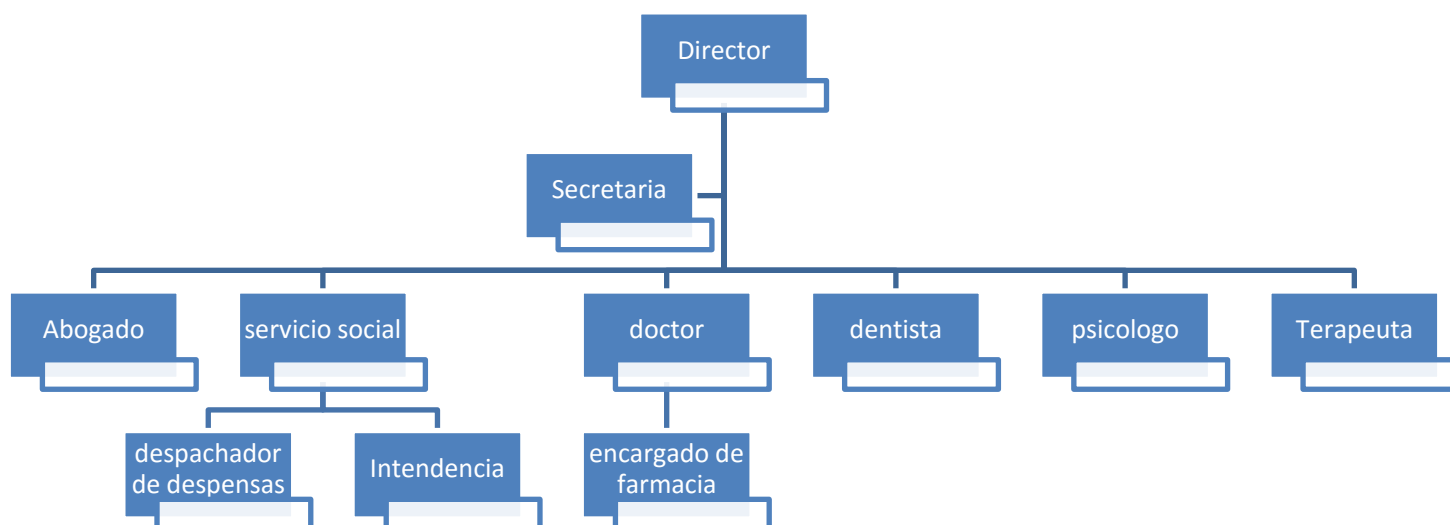 Director
Secretaria
Abogado
servicio social
doctor
dentista
psicologo
Terapeuta
despachador
de despensas
Intendencia
encargado de
farmacia